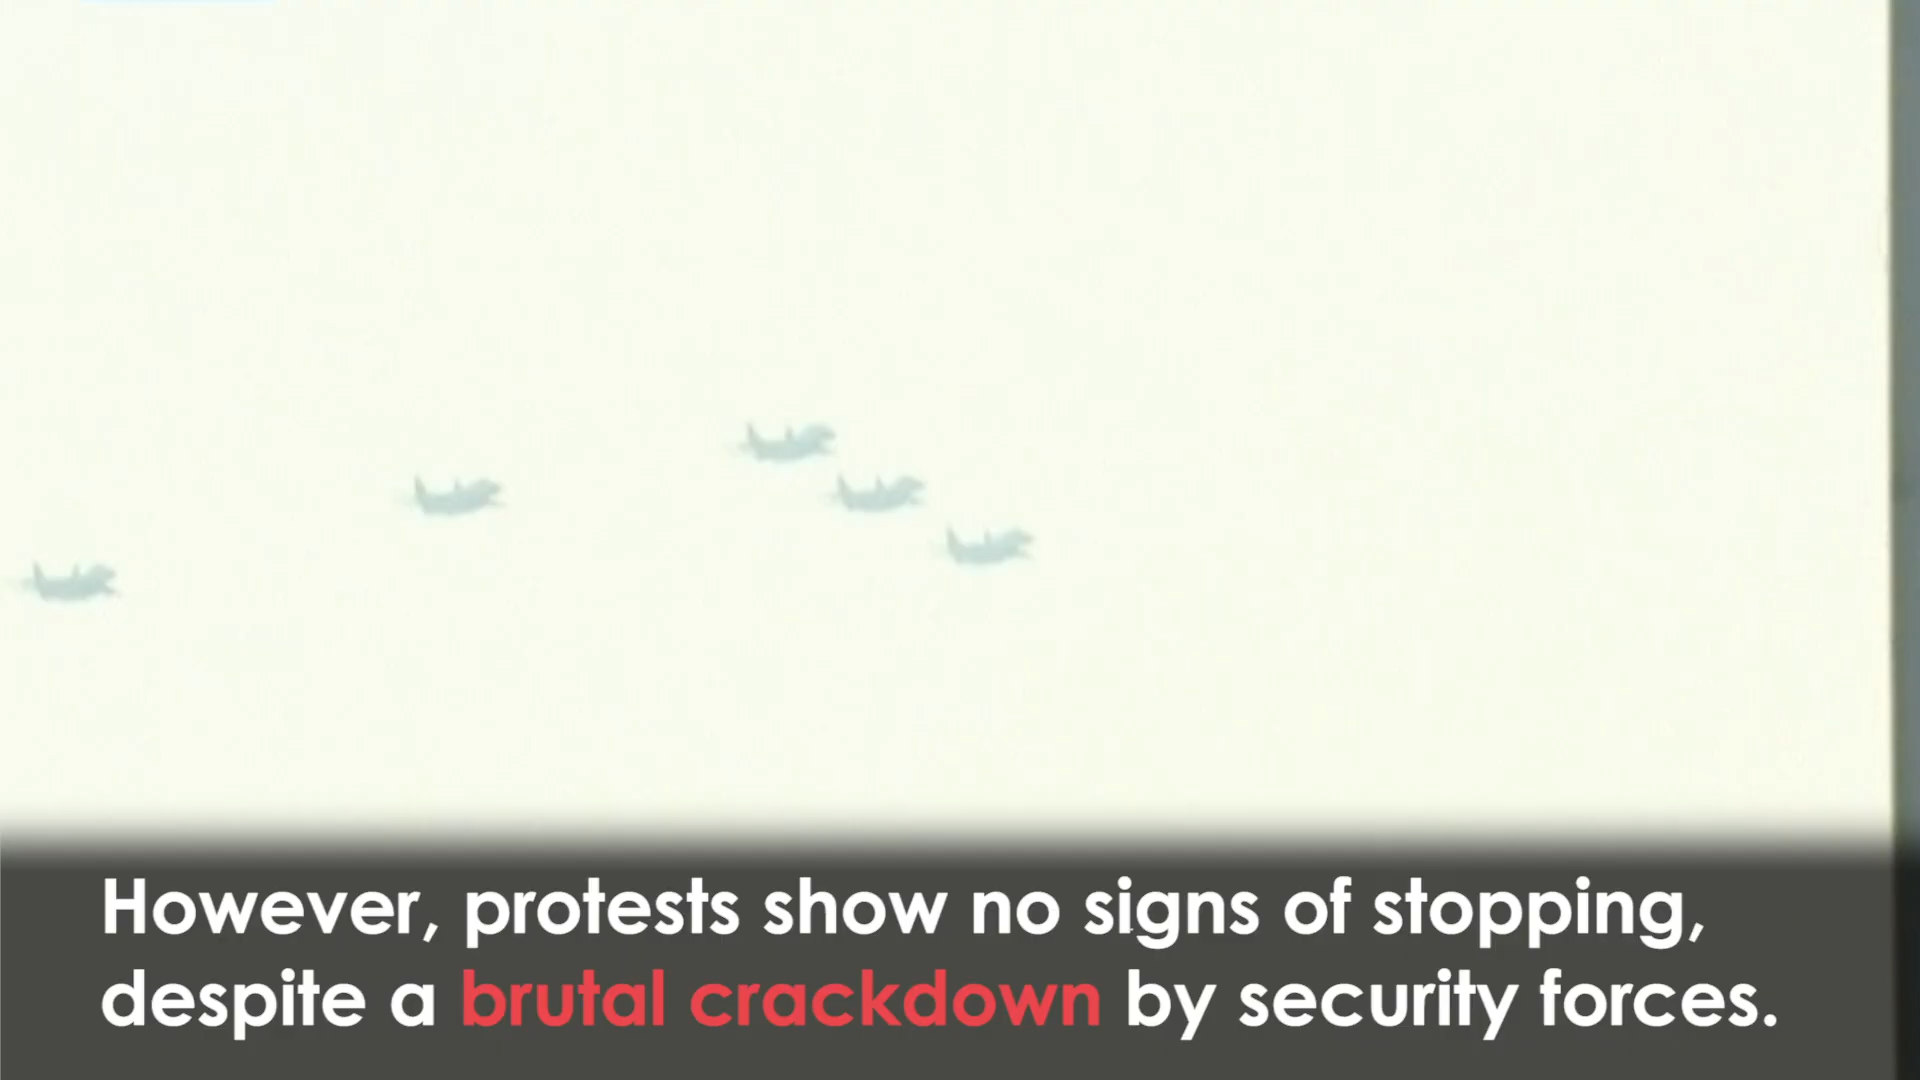 However, protests show no signs of stopping,
despite a brutal crackdown by security forces.